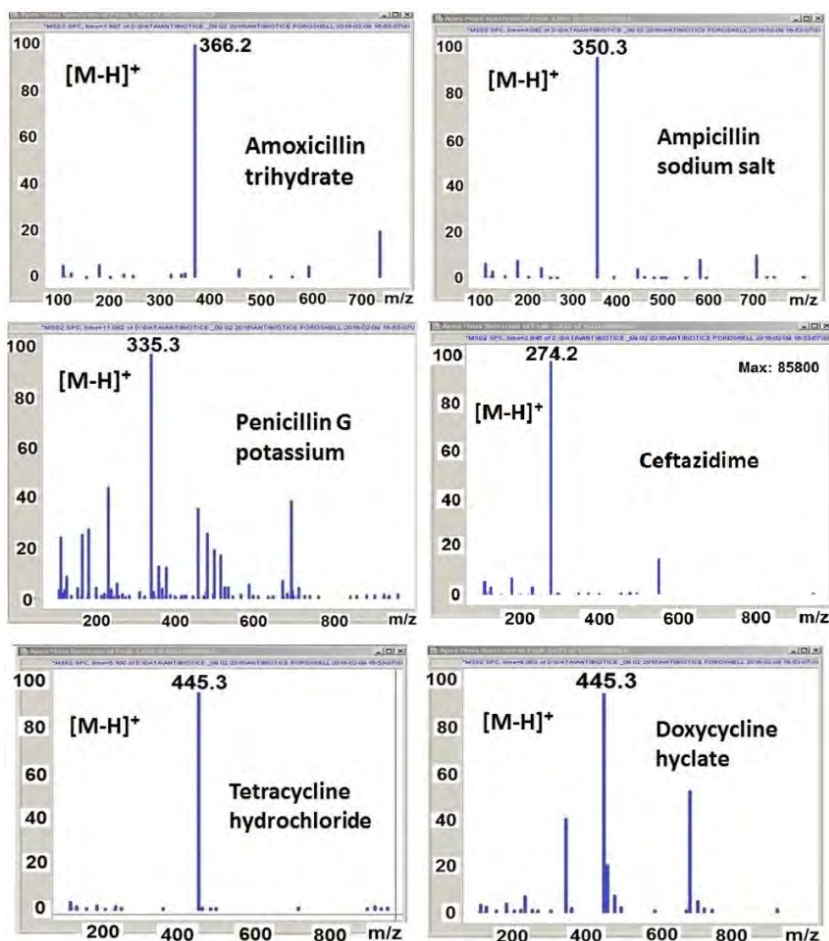 100
366.2
[M-H]+
80
60
Amoxicillin
trihydrate
40
20
0
100 200 300 400 500 600 700 m/z
100
350.3
[M-H]+
80
60
Ampicillin
sodium salt
40
20
0
100 200 300 400 500 600 700 m/z
100
335.3
[M-H]+
80
60
Penicillin G
potassium
40
20
0
200 400 600 800 m/z
100
274.2
Max: 85800
80
[M-H]+
60
Ceftazidime
40
20
0
200 400 600 800 m/z
100
445.3
[M-H]+
80
60
Tetracycline
hydrochloride
40
20
0
200 400 600 800 m/z
100
445.3
[M-H]+
80
Doxycycline
hyclate
60
40
20
0
200 400 600 800 m/z